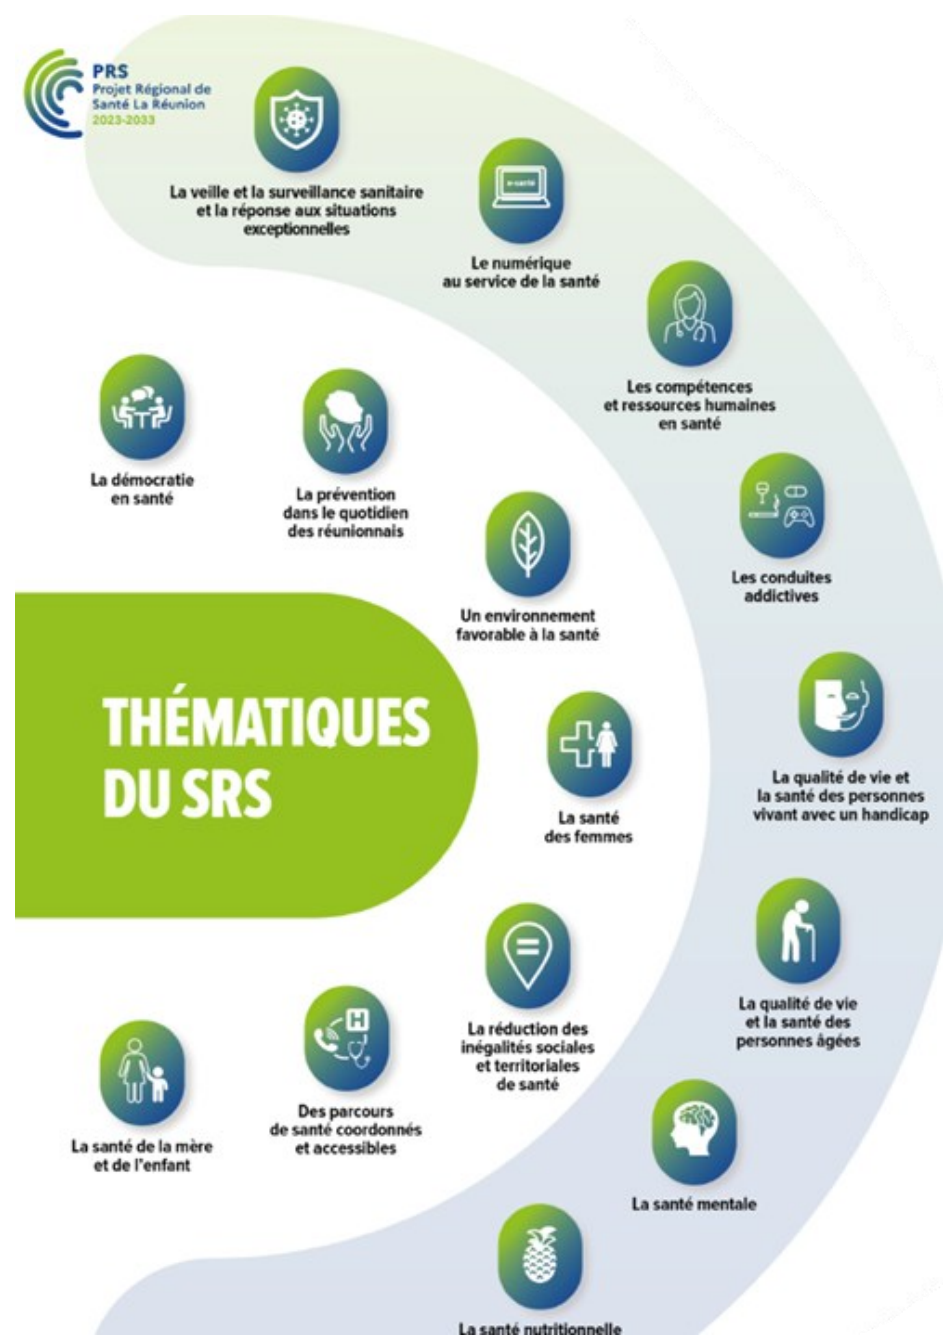 PRS
Projet Régional de
Santé La Réunion
2023-2033
La veille et la surveillance sanitaire
et la réponse aux situations
exceptionnelles
e-santé
Le numérique
au service de la santé
Les compétences
et ressources humaines
en santé
La démocratie
en santé
La prévention
dans le quotidien
des réunionnais
Les conduites
addictives
Un environnement
favorable à la santé
THÉMATIQUES
DU SRS
La qualité de vie et
la santé des personnes
vivant avec un handicap
La santé
des femmes
La qualité de vie
et la santé des
personnes âgées
H
La réduction des
inégalités sociales
et territoriales
de santé
Des parcours
de santé coordonnés
et accessibles
La santé de la mère
et de l'enfant
La santé mentale
La santé nutritionnelle